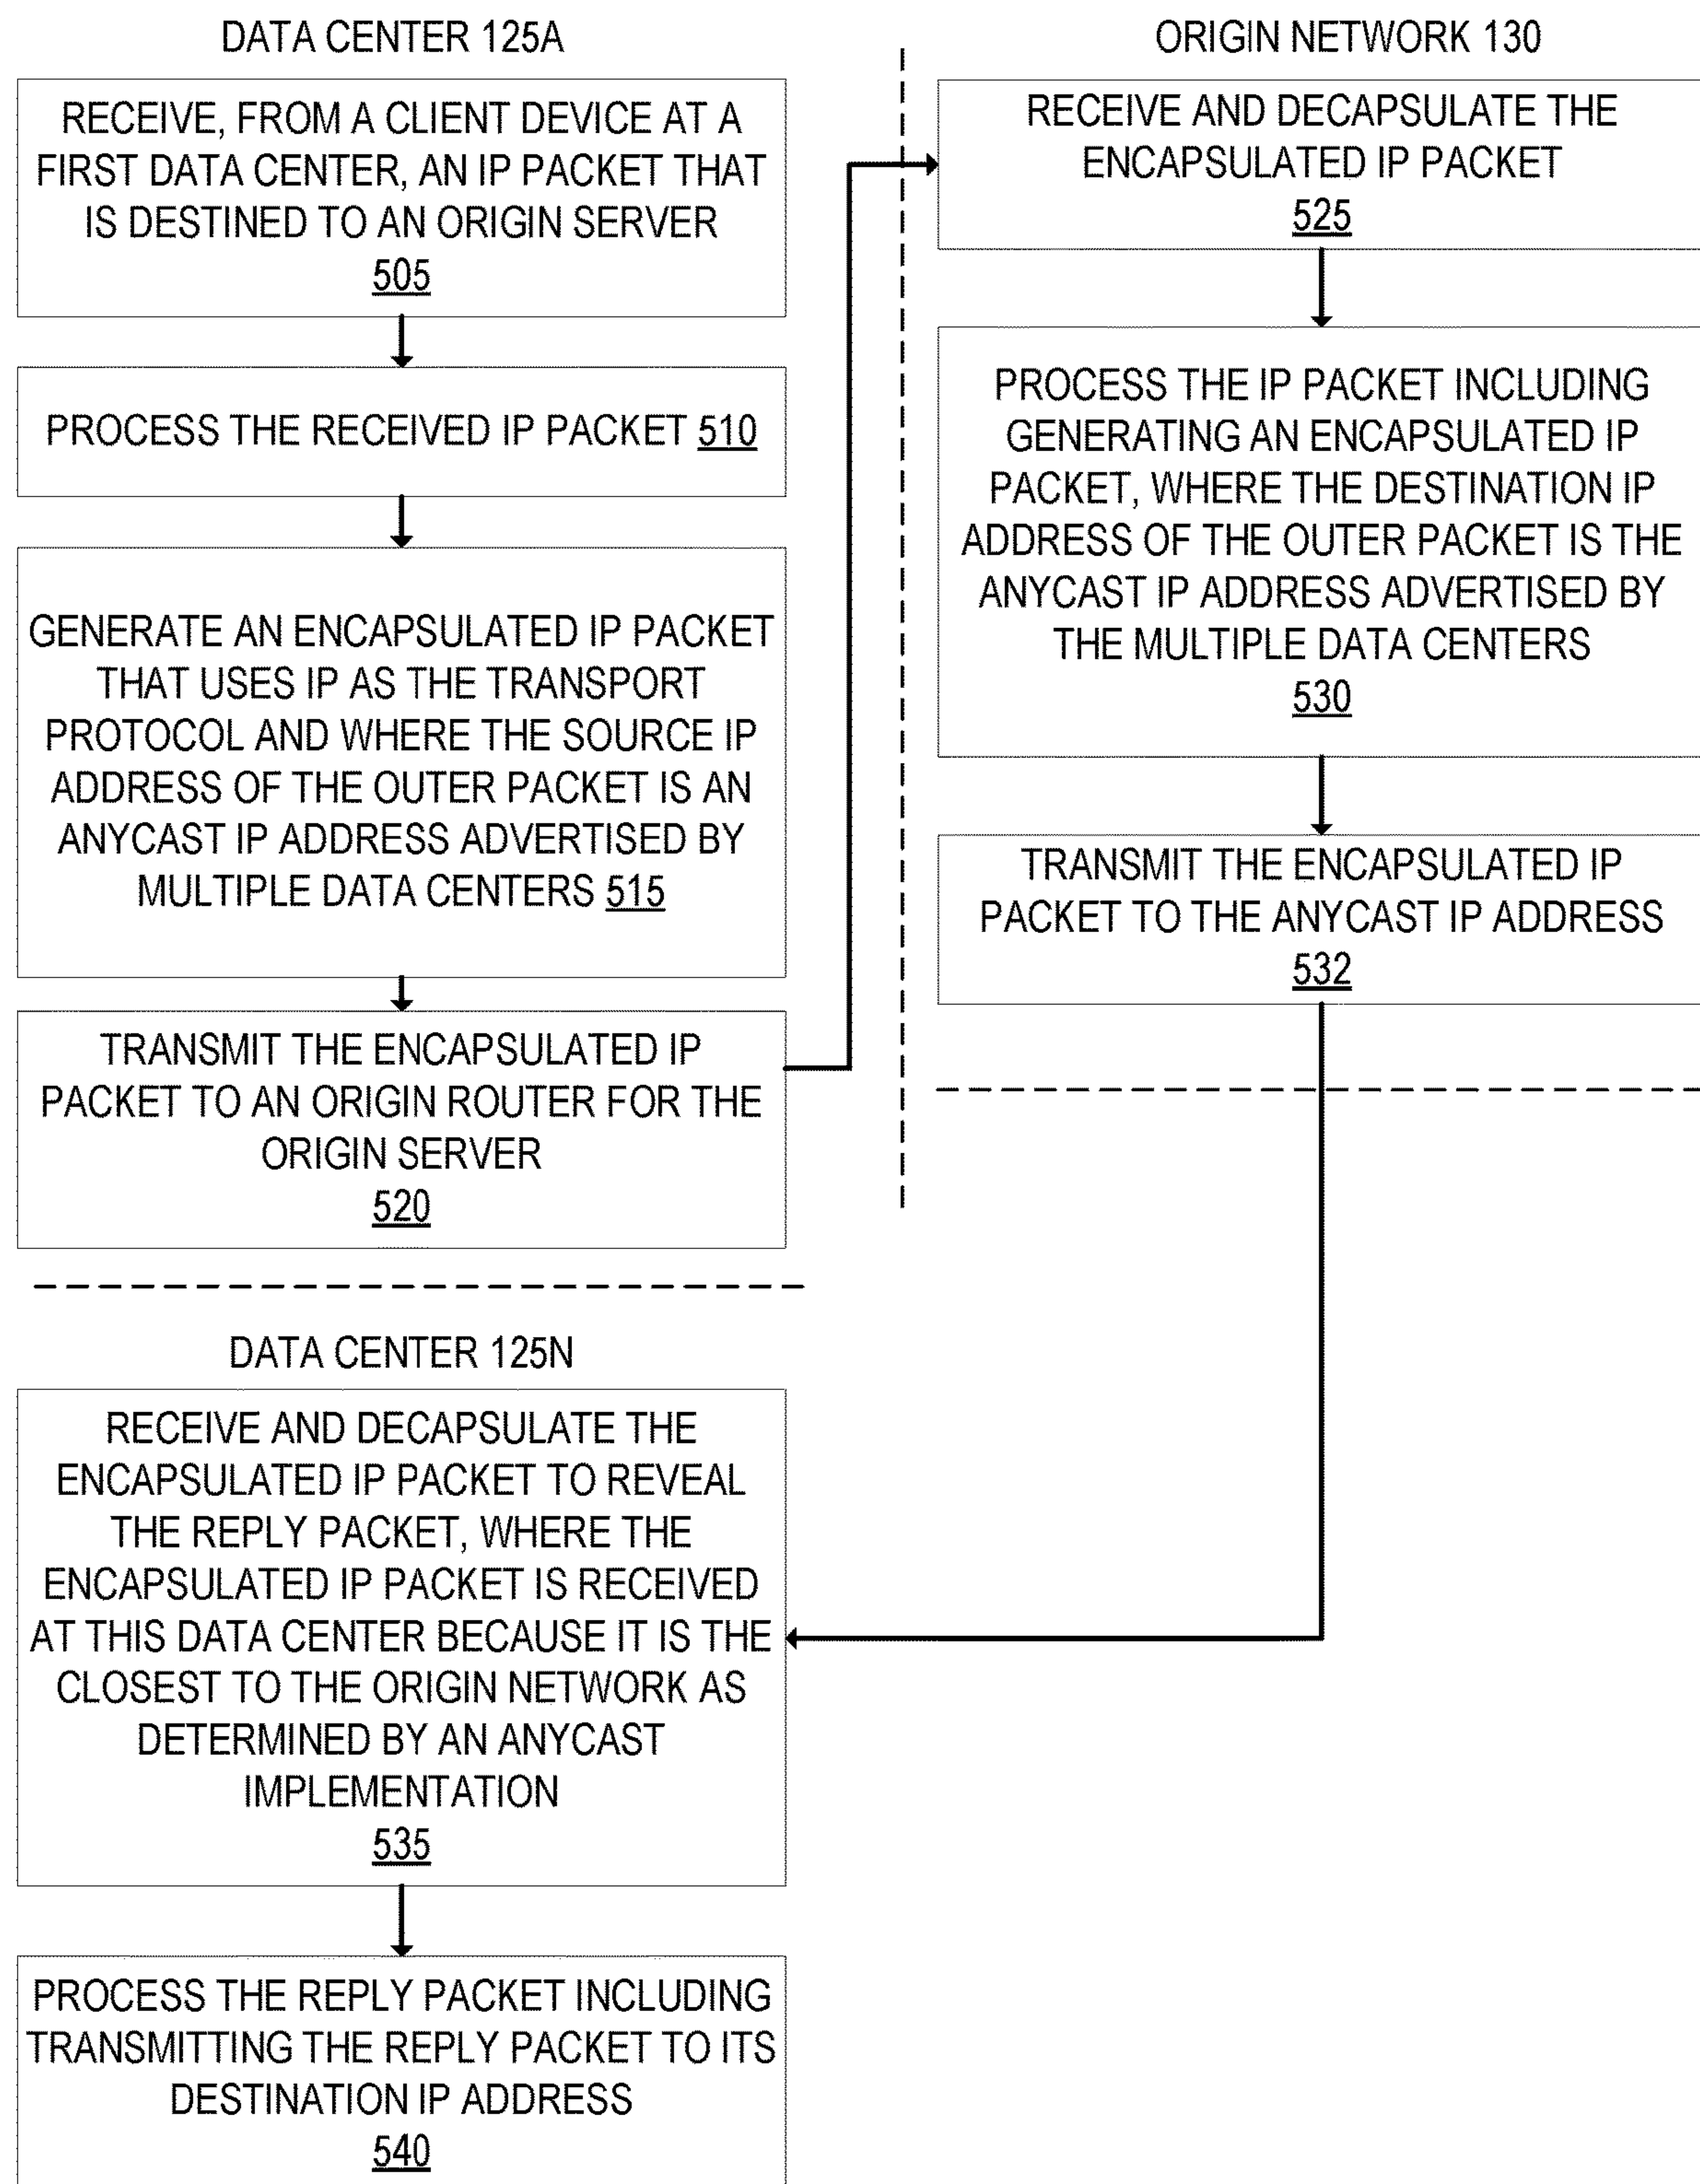 DATA CENTER 125A
RECEIVE, FROM A CLIENT DEVICE AT A
FIRST DATA CENTER, AN IP PACKET THAT
IS DESTINED TO AN ORIGIN SERVER
505
PROCESS THE RECEIVED IP PACKET 510
GENERATE AN ENCAPSULATED IP PACKET
THAT USES IP AS THE TRANSPORT
PROTOCOL AND WHERE THE SOURCE IP
ADDRESS OF THE OUTER PACKET IS AN
ANYCAST IP ADDRESS ADVERTISED BY
MULTIPLE DATA CENTERS 515
TRANSMIT THE ENCAPSULATED IP
PACKET TO AN ORIGIN ROUTER FOR THE
ORIGIN SERVER
520
ORIGIN NETWORK 130
RECEIVE AND DECAPSULATE THE
ENCAPSULATED IP PACKET
525
PROCESS THE IP PACKET INCLUDING
GENERATING AN ENCAPSULATED IP
PACKET, WHERE THE DESTINATION IP
ADDRESS OF THE OUTER PACKET IS THE
ANYCAST IP ADDRESS ADVERTISED BY
THE MULTIPLE DATA CENTERS
530
TRANSMIT THE ENCAPSULATED IP
PACKET TO THE ANYCAST IP ADDRESS
532
DATA CENTER 125N
RECEIVE AND DECAPSULATE THE
ENCAPSULATED IP PACKET TO REVEAL
THE REPLY PACKET, WHERE THE
ENCAPSULATED IP PACKET IS RECEIVED
AT THIS DATA CENTER BECAUSE IT IS THE
CLOSEST TO THE ORIGIN NETWORK AS
DETERMINED BY AN ANYCAST
IMPLEMENTATION
535
PROCESS THE REPLY PACKET INCLUDING
TRANSMITTING THE REPLY PACKET TO ITS
DESTINATION IP ADDRESS
540